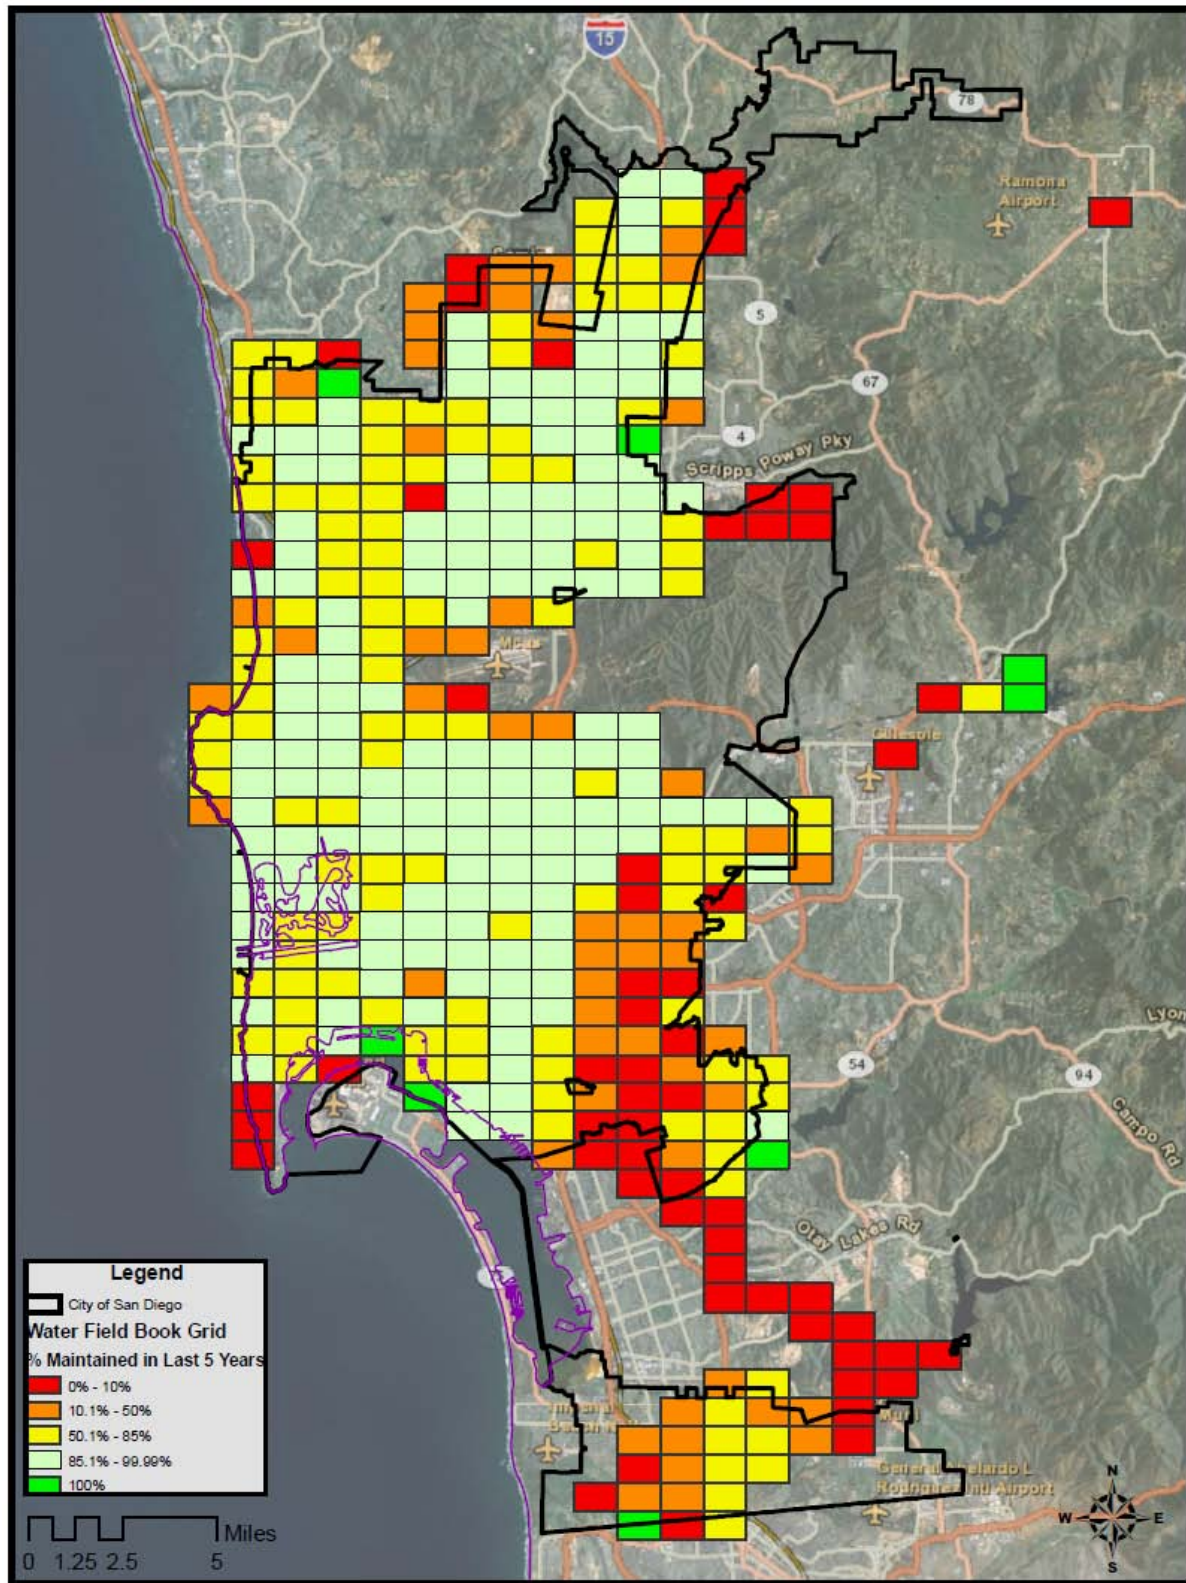 15
78
Ramona
Airport
5
67
4
Scripps Poway Pky
Mcas
Gillespie
Lyon
54
94
Campo Rd
Otay Lakes Rd
Legend
City of San Diego
Water Field Book Grid
% Maintained in Last 5 Years
0% - 10%
10.1% - 50%
50.1% - 85%
85.1% - 99.99%
100%
Miles
0 1.25 2.5 5
Imperial
Beach
General Abelardo L
Rodriguez Intl Airport
N
W E
S